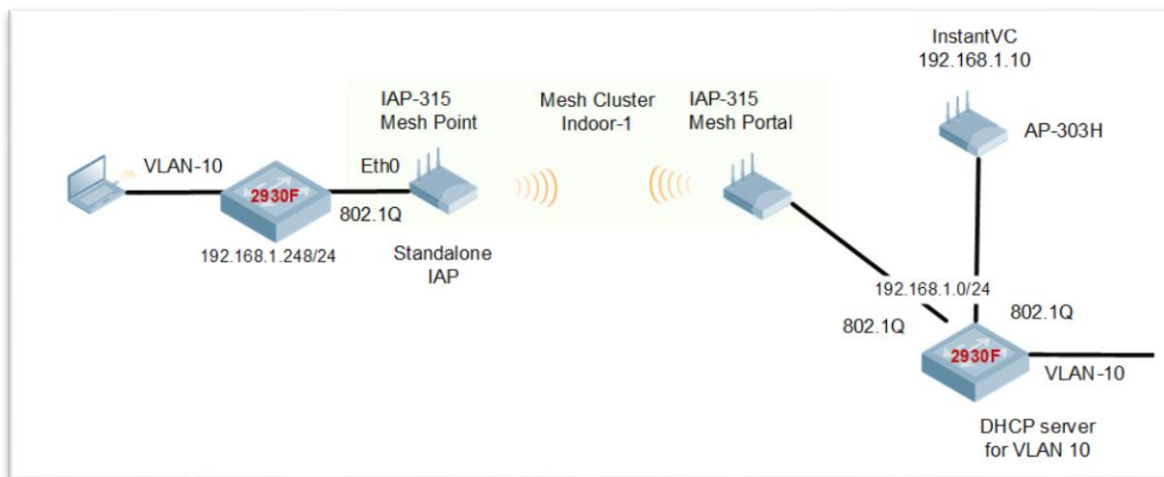 InstantVC
192.168.1.10
IAP-315
Mesh Point
Mesh Cluster
Indoor-1
IAP-315
Mesh Portal
AP-303H
VLAN-10
Eth0
2930F
802.1Q
192.168.1.248/24
Standalone
IAP
192.168.1.0/24
802.1Q
802.1Q
2930F
VLAN-10
DHCP server
for VLAN 10